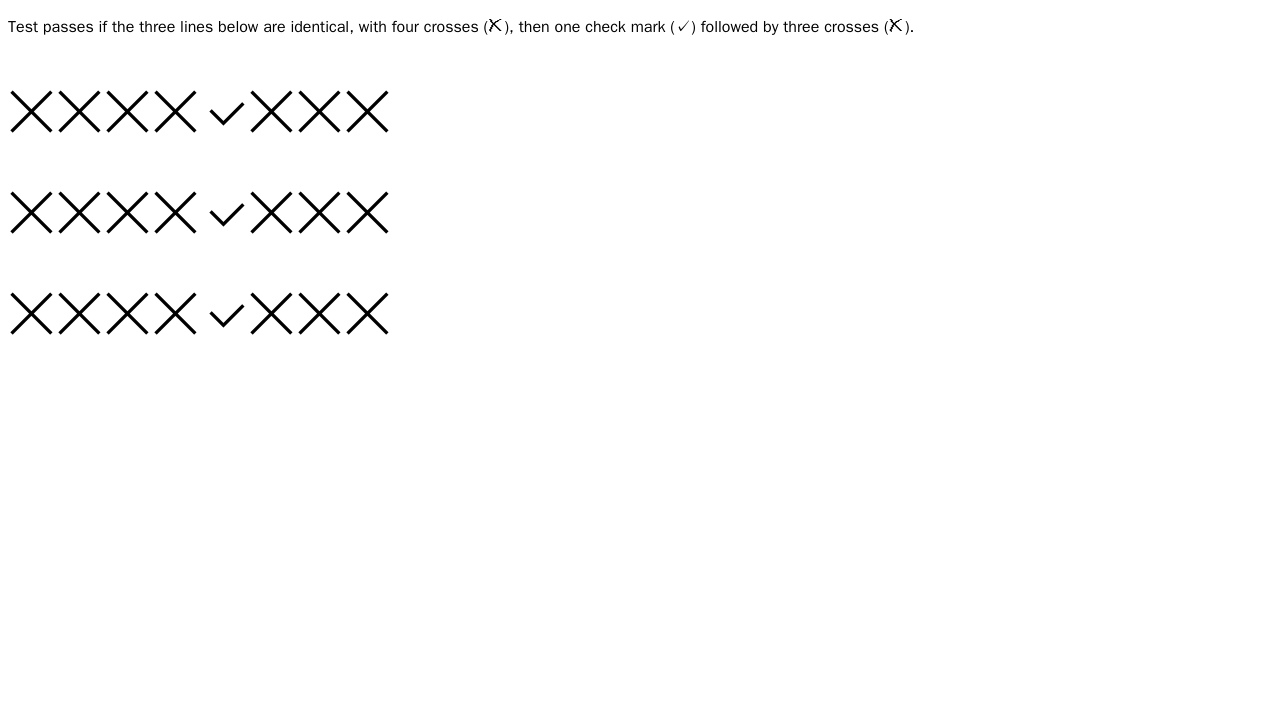 Test passes if the three lines below are identical, with four crosses (☓), then one check mark (✓) followed by three crosses (☓).
☓☓☓☓✓☓☓☓
☓☓☓☓✓☓☓☓
☓☓☓☓✓☓☓☓